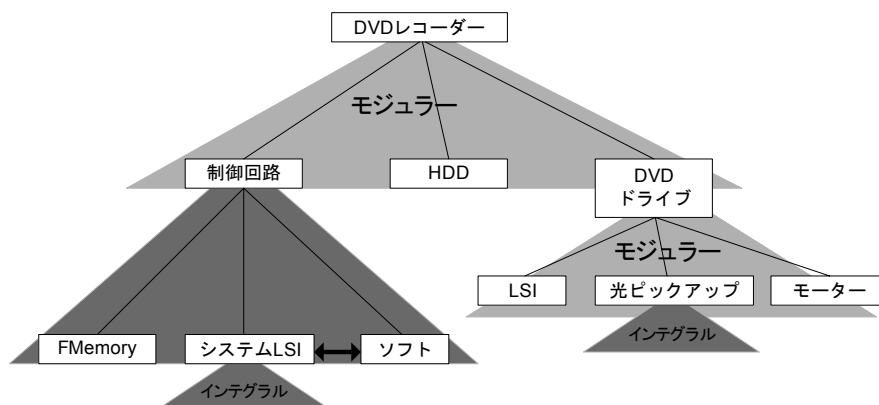 DVDレコーダー
モジュラー
制御回路
HDD
DVD
ドライブ
モジュラー
LSI
光ピックアップ
モーター
インテグラル
FMemory
システムLSI
ソフト
インテグラル